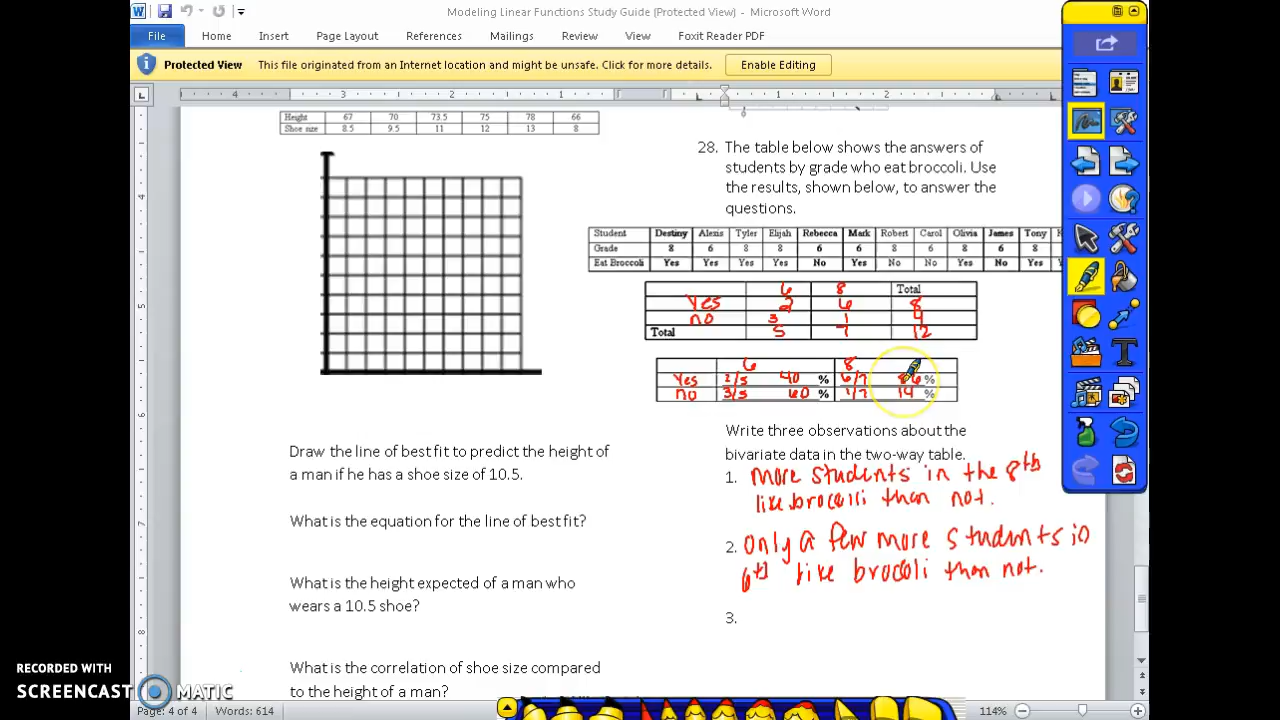 Modeling Linear Functions Study Guide (Protected View) - Microsoft Word
File Home Insert Page Layout References Mailings Review View Foxit Reader PDF
Protected View This file originated from an Internet location and might be unsafe. Click for more details. Enable Editing
4 3 2 1 1 2
Height 67 70 73.5 75 78 66
Shoe size 8.5 9.5 11 12 13 8
Draw the line of best fit to predict the height of
a man if he has a shoe size of 10.5.
What is the equation for the line of best fit?
What is the height expected of a man who
wears a 10.5 shoe?
What is the correlation of shoe size compared
to the height of a man?
0
28. The table below shows the answers of
students by grade who eat broccoli. Use
the results, shown below, to answer the
questions.
Student Destiny Alexis Tyler Elijah Rebecca Mark Robert Carol Olivia James Tony
Grade 8 6 8 8 6 6 8 6 8 6 8
Eat Broccoli Yes Yes Yes Yes No Yes No No Yes No Yes
6 8 Total
Yes 2 6 8
no 3 1 4
Total 5 7 12
6 8
Yes 2/5 40 % 6/7 86 %
no 3/5 60 % 1/7 14 %
Write three observations about the
bivariate data in the two-way table.
1. more students in the 8th
like brocolli than not.
2. only a few more students in
6th like brocoli than not.
3.
RECORDED WITH
SCREENCAST MATIC
Page: 4 of 4 Words: 614 114%